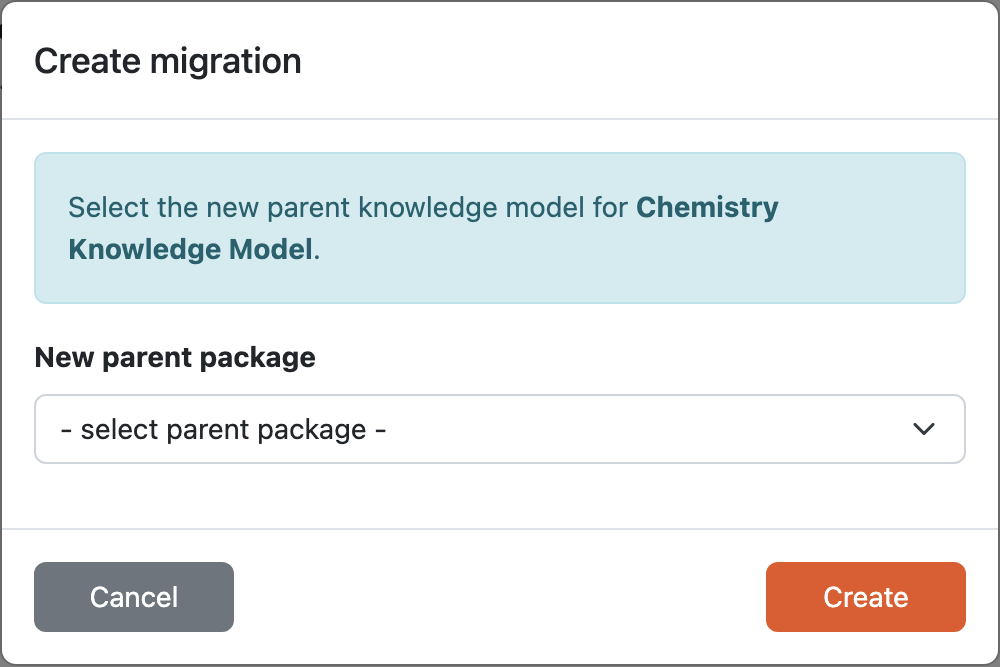 Create migration
Select the new parent knowledge model for Chemistry
Knowledge Model.
New parent package
- select parent package -
Cancel
Create